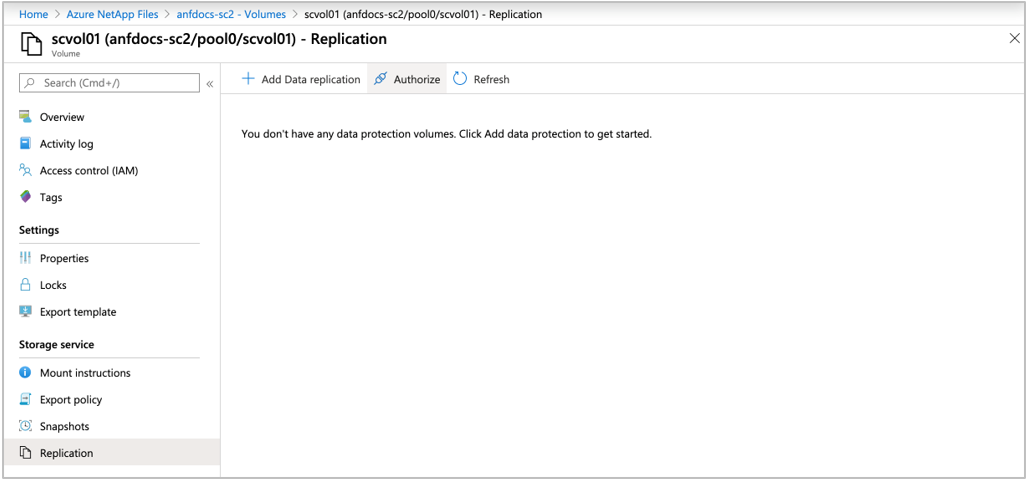 Home > Azure NetApp Files > anfdocs-sc2 - Volumes > scvol01 (anfdocs-sc2/pool0/scvol01) - Replication
scvol01 (anfdocs-sc2/pool0/scvol01) - Replication
Volume
Search (Cmd+/)
Add Data replication Authorize Refresh
You don't have any data protection volumes. Click Add data protection to get started.
Overview
Activity log
Access control (IAM)
Tags
Settings
Properties
Locks
Export template
Storage service
Mount instructions
Export policy
Snapshots
Replication